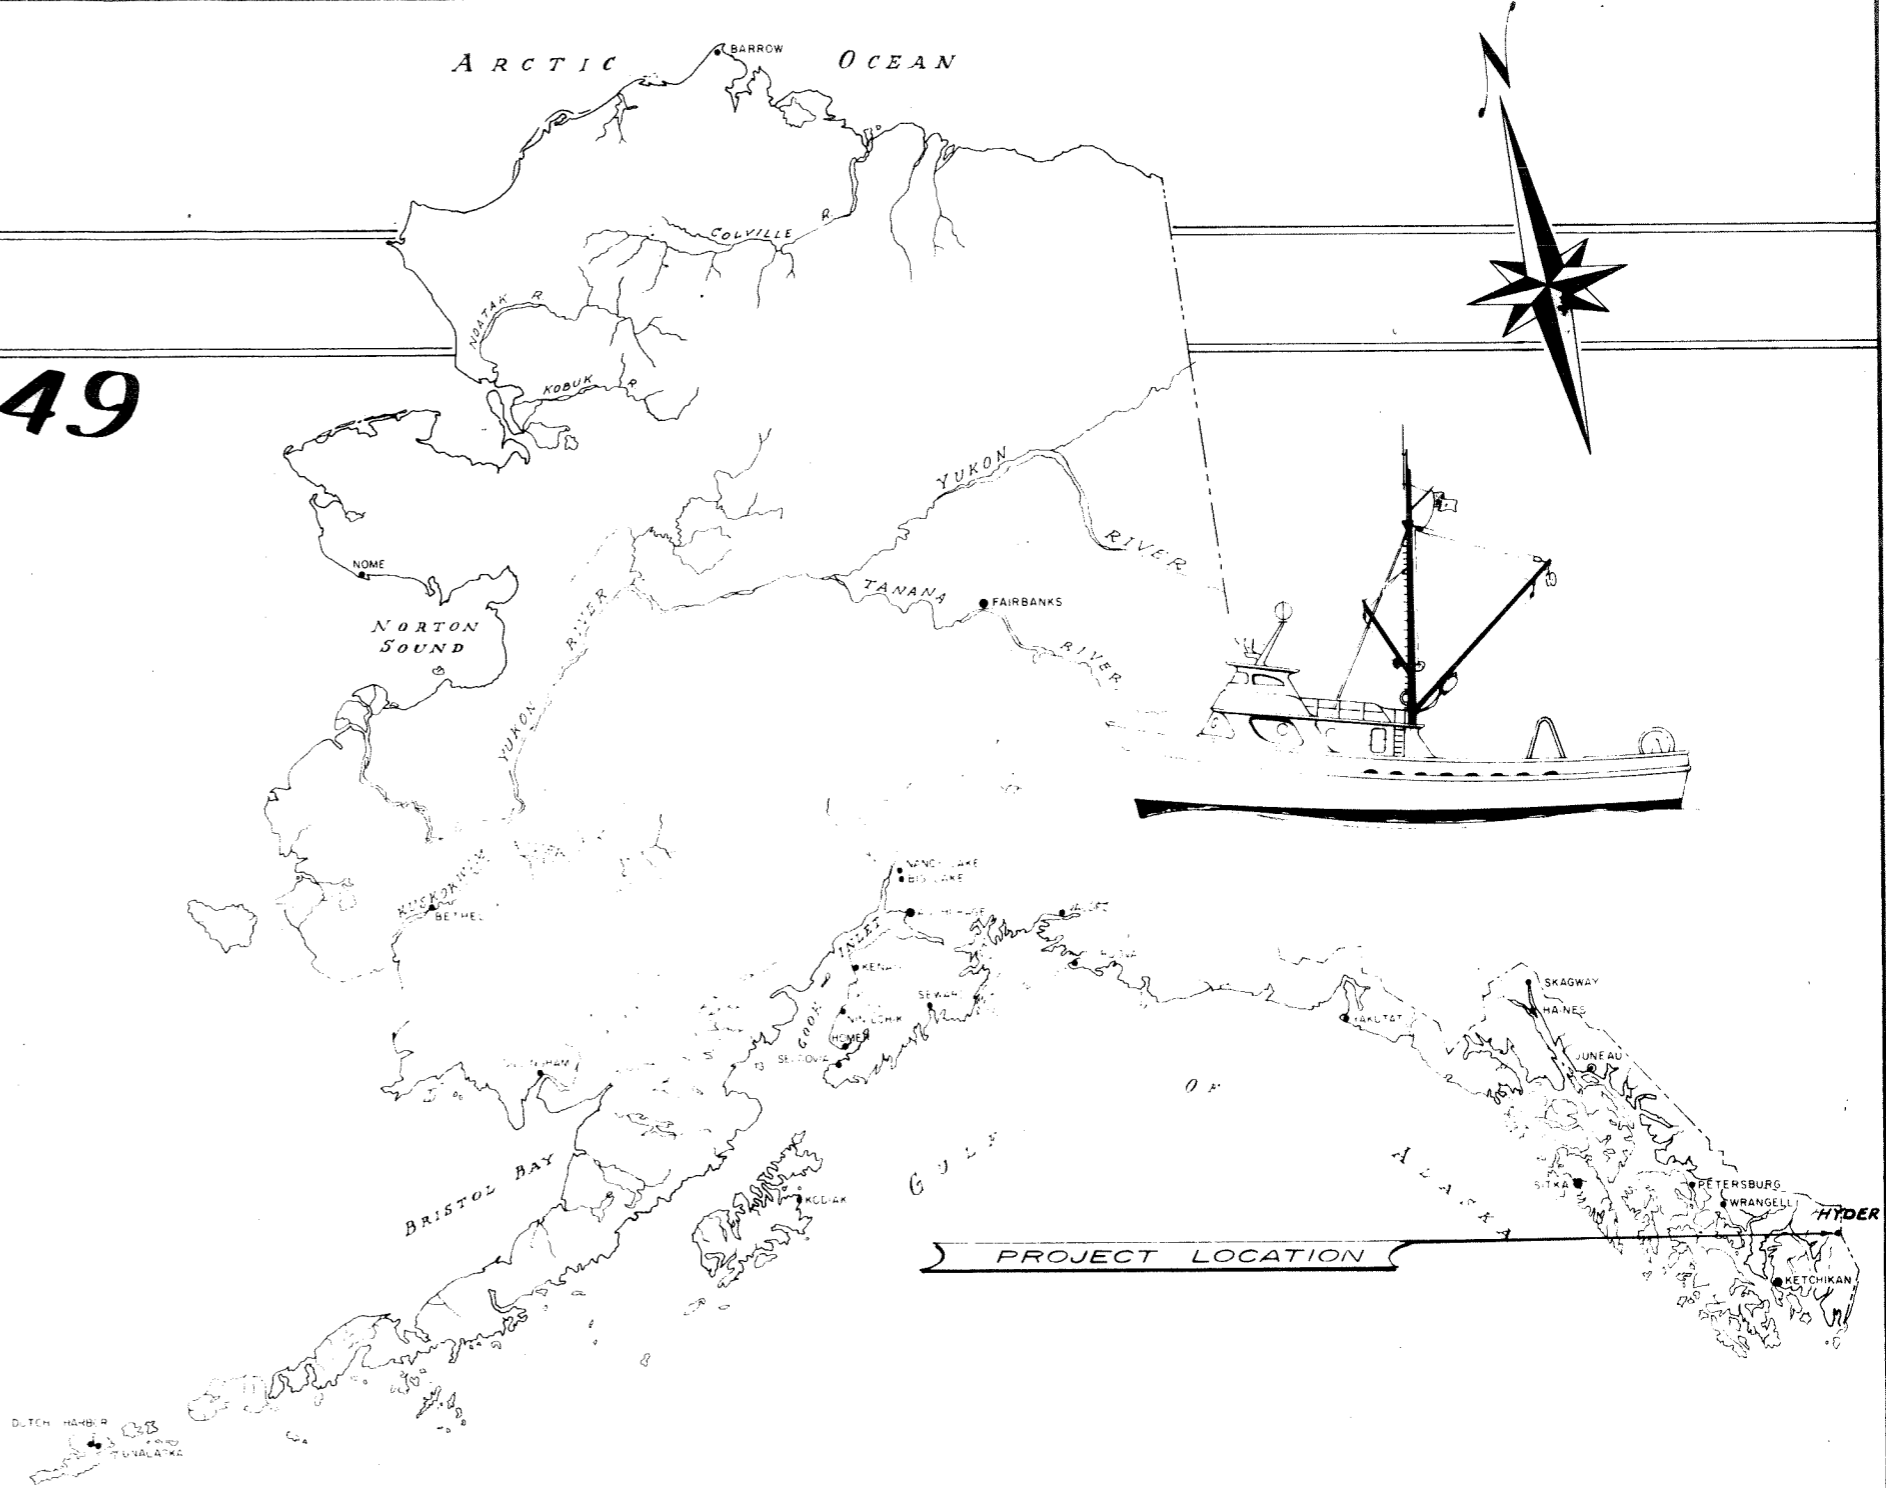 ARCTIC OCEAN
BARROW
N
COLVILLE R.
NOATAK R.
KOBUK R.
49
YUKON RIVER
NOME
TANANA RIVER
FAIRBANKS
NORTON
SOUND
YUKON RIVER
BIG LAKE
KUSKOKWIM
BETHEL
INLET
KENAI
SKAGWAY
HAINES
COOK
HOMER
YAKUTAT
JUNEAU
GULF OF ALASKA
BRISTOL BAY
KODIAK
SITKA
PETERSBURG
WRANGELL
HYDER
PROJECT LOCATION
KETCHIKAN
DUTCH HARBOR